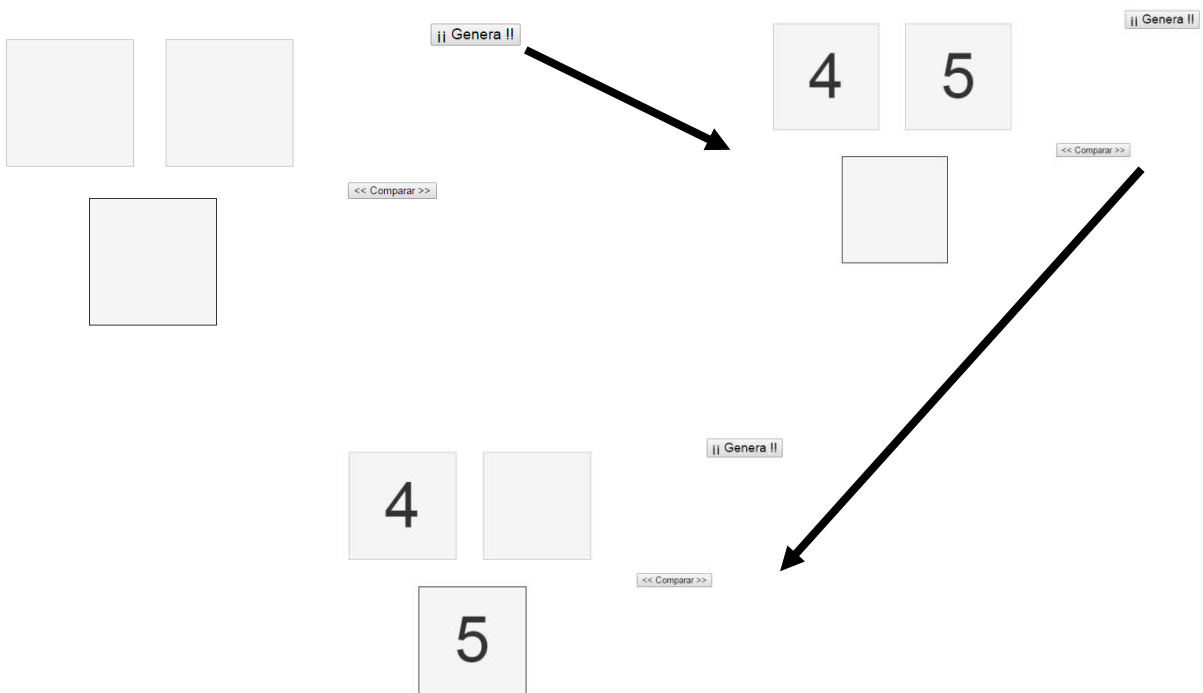 ¡¡ Genera !!
<< Comparar >>
¡¡ Genera !!
4 5
<< Comparar >>
¡¡ Genera !!
4
<< Comparar >>
5